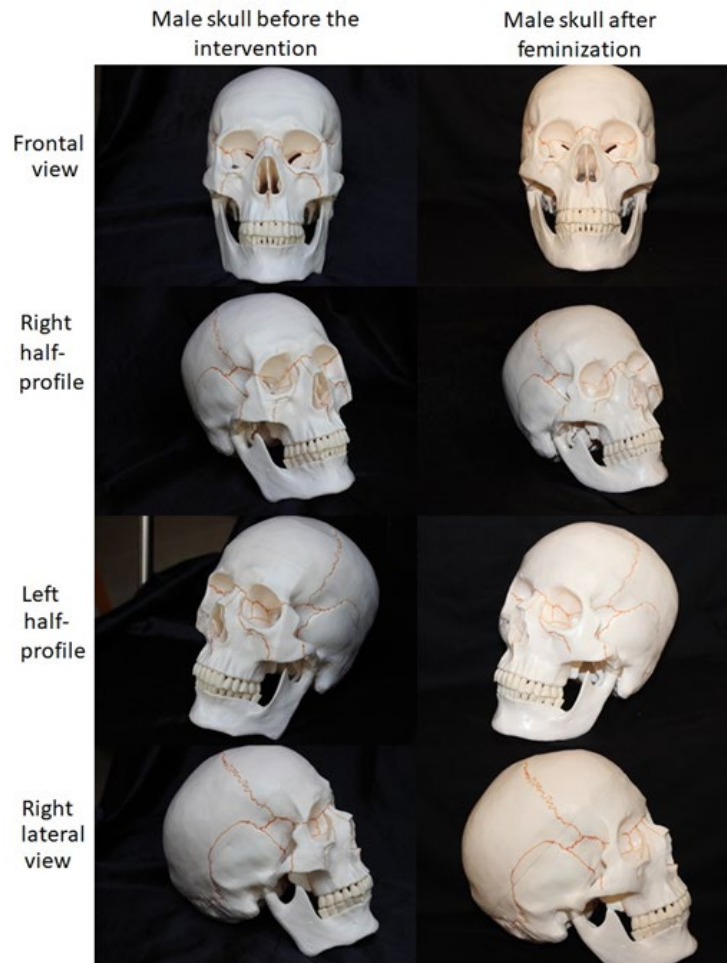 Male skull before the
intervention
Male skull after
feminization
Frontal
view
Right
half-
profile
Left
half-
profile
Right
lateral
view